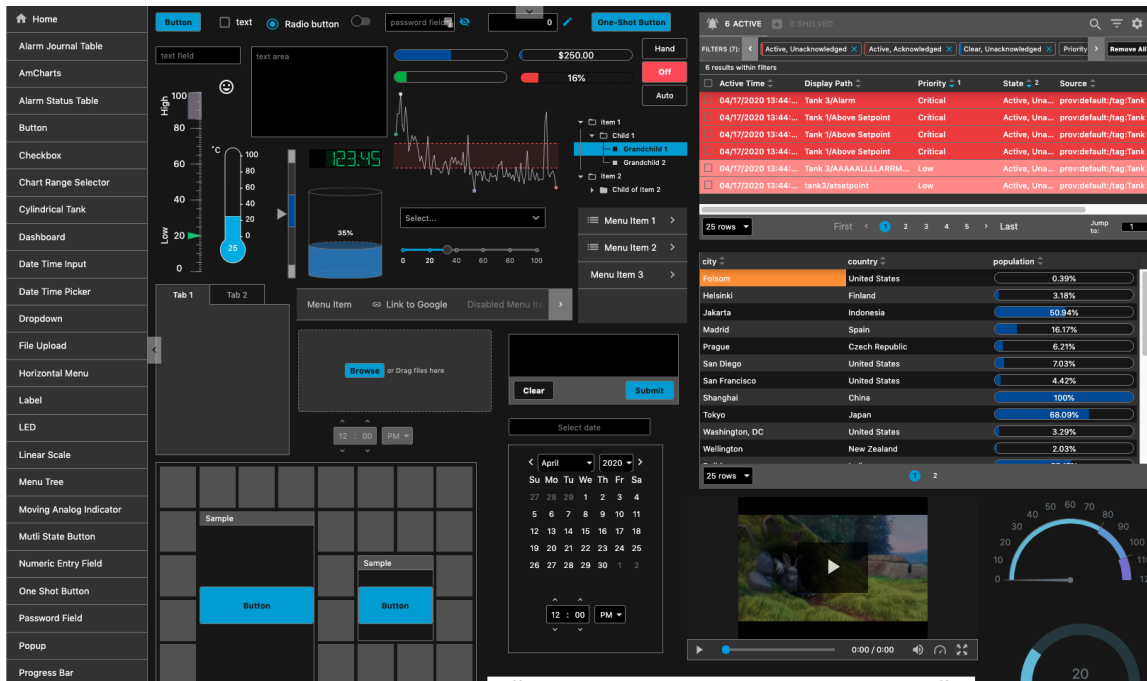 Home
Alarm Journal Table
AmCharts
Alarm Status Table
Button
Checkbox
Chart Range Selector
Cylindrical Tank
Dashboard
Date Time Input
Date Time Picker
Dropdown
File Upload
Horizontal Menu
Label
LED
Linear Scale
Menu Tree
Moving Analog Indicator
Mutli State Button
Numeric Entry Field
One Shot Button
Password Field
Popup
Progress Bar
Button
text
Radio button
password field
0
One-Shot Button
text field
text area
$250.00
16%
Hand
Off
Auto
High
100
80
60
40
Low
20
0
°C
100
80
60
40
20
0
25
123.45
35%
Item 1
Child 1
Grandchild 1
Grandchild 2
Item 2
Child of Item 2
Select...
0 20 40 60 80 100
Menu Item 1
Menu Item 2
Menu Item 3
Tab 1
Tab 2
Menu Item
Link to Google
Disabled Menu
Browse
or Drag files here
12 : 00 PM
Clear
Submit
Select date
April 2020
Su Mo Tu We Th Fr Sa
27 28 29 1 2 3 4
5 6 7 8 9 10 11
12 13 14 15 16 17 18
19 20 21 22 23 24 25
26 27 28 29 30 1 2
12 : 00 PM
Sample
Button
Sample
Button
6 ACTIVE
0 SHELVED
FILTERS (7): Active, Unacknowledged Active, Acknowledged Clear, Unacknowledged Priority Remove All
6 results within filters
Active Time Display Path Priority 1 State 2 Source
04/17/2020 13:44:... Tank 3/Alarm Critical Active, Una... prov:default:/tag:Tank
04/17/2020 13:44:... Tank 1/Above Setpoint Critical Active, Una... prov:default:/tag:Tank
04/17/2020 13:44:... Tank 1/Above Setpoint Critical Active, Una... prov:default:/tag:Tank
04/17/2020 13:44:... Tank 1/Above Setpoint Critical Active, Una... prov:default:/tag:Tank
04/17/2020 13:44:... Tank 3/AAAAALLLLARRM... Low Active, Una... prov:default:/tag:Tank
04/17/2020 13:44:... tank3/atsetpoint Low Active, Una... prov:default:/tag:Tank
25 rows First 1 2 3 4 5 Last Jump to: 1
city country population
Folsom United States 0.39%
Helsinki Finland 3.18%
Jakarta Indonesia 50.94%
Madrid Spain 16.17%
Prague Czech Republic 6.21%
San Diego United States 7.03%
San Francisco United States 4.42%
Shanghai China 100%
Tokyo Japan 68.09%
Washington, DC United States 3.29%
Wellington New Zealand 2.03%
25 rows 1 2
0:00 / 0:00
0
10
20
30
40
50
60
70
80
90
100
20